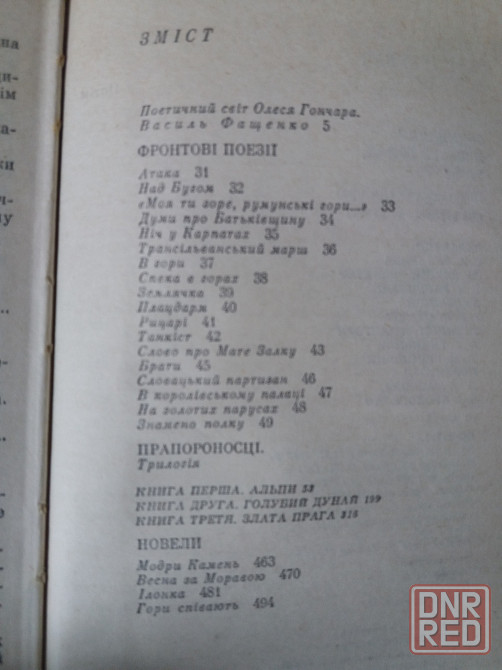 ЗМІСТ
Поетичний світ Олеся Гончара.
Василь Фащенко 5
ФРОНТОВІ ПОЕЗІЇ
Атака 31
Над Бугом 32
«Моя ти горе, румунські гори...» 33
Думи про Батьківщину 34
Ніч у Карпатах 35
Трансільванський марш 36
В гори 37
Спека в горах 38
Землячка 39
Плацдарм 40
Рицарі 41
Танкіст 42
Слово про Мате Залку 43
Брати 45
Словацький партизан 46
В королівському палаці 47
На золотих парусах 48
Знамено полку 49
ПРАПОРОНОСЦІ.
Трилогія
КНИГА ПЕРША. АЛЬПИ 53
КНИГА ДРУГА. ГОЛУБИЙ ДУНАЙ 199
КНИГА ТРЕТЯ. ЗЛАТА ПРАГА
НОВЕЛИ
Модри Камень 463
Весна за Моравою 470
Ілонка 481
Гори співають 494
DNR
RED